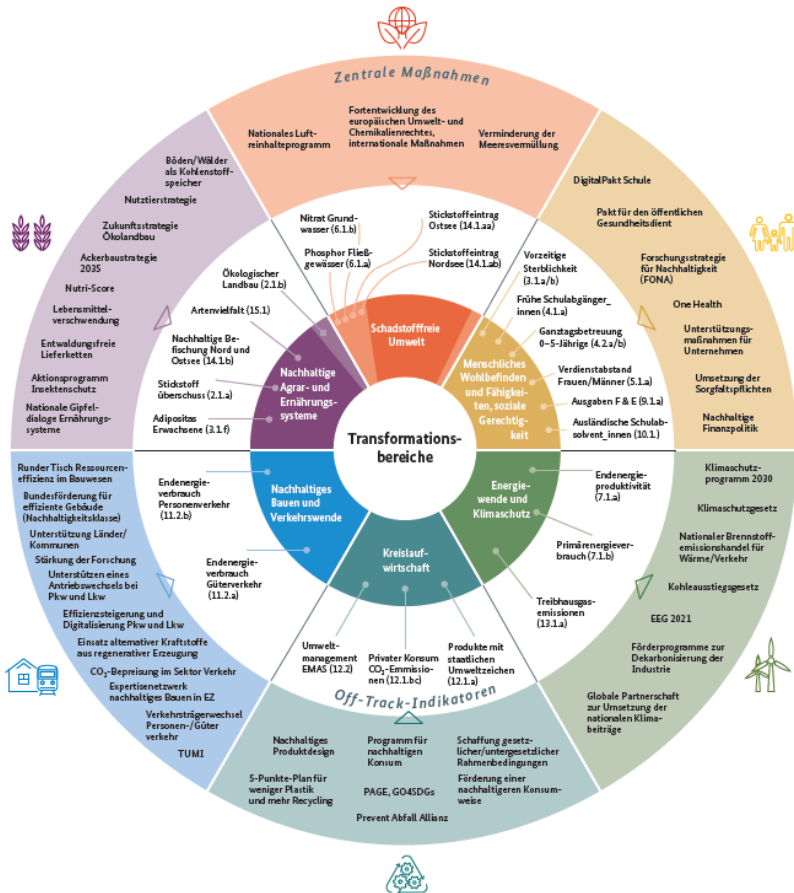 Zentrale Maßnahmen
Nationales Luft-
reinhalteprogramm
Fortentwicklung des
europäischen Umwelt- und
Chemikalienrechtes,
internationale Maßnahmen
Verminderung der
Meeresvermüllung
DigitalPakt Schule
Pakt für den öffentlichen
Gesundheitsdient
Forschungsstrategie
für Nachhaltigkeit
(FONA)
One Health
Unterstützungs-
maßnahmen für
Unternehmen
Umsetzung der
Sorgfaltspflichten
Nachhaltige
Finanzpolitik
Klimaschutz-
programm 2030
Klimaschutzgesetz
Nationaler Brennstoff-
emissionshandel für
Wärme/Verkehr
Kohleausstiegsgesetz
EEG 2021
Förderprogramme zur
Dekarbonisierung der
Industrie
Globale Partnerschaft
zur Umsetzung der
nationalen Klima-
beiträge
Schaffung gesetz-
licher/untergesetzlicher
Rahmenbedingungen
Förderung einer
nachhaltigeren Konsum-
weise
Programm für
nachhaltigen
Konsum
PAGE, GO4SDGs
Prevent Abfall Allianz
Nachhaltiges
Produktdesign
5-Punkte-Plan für
weniger Plastik
und mehr Recycling
Runder Tisch Ressourcen-
effizienz im Bauwesen
Bundesförderung für
effiziente Gebäude
(Nachhaltigkeitsklasse)
Unterstützung Länder/
Kommunen
Stärkung der Forschung
Unterstützen eines
Antriebswechsels bei
Pkw und Lkw
Effizienzsteigerung und
Digitalisierung Pkw und Lkw
Einsatz alternativer Kraftstoffe
aus regenerativer Erzeugung
CO₂-Bepreisung im Sektor Verkehr
Expertisenetzwerk
nachhaltiges Bauen in EZ
Verkehrsträgerwechsel
Personen-/Güter
verkehr
TUMI
Böden/Wälder
als Kohlenstoff-
speicher
Nutztierstrategie
Zukunftsstrategie
Ökolandbau
Ackerbaustrategie
2035
Nutri-Score
Lebensmittel-
verschwendung
Entwaldungsfreie
Lieferketten
Aktionsprogramm
Insektenschutz
Nationale Gipfel-
dialoge Ernährungs-
systeme
Nitrat Grund-
wasser (6.1.b)
Phosphor Fließ-
gewässer (6.1.a)
Stickstoffeintrag
Ostsee (14.1.aa)
Stickstoffeintrag
Nordsee (14.1.ab)
Vorzeitige
Sterblichkeit
(3.1.a/b)
Frühe Schulabgänger_
innen (4.1.a)
Ganztagsbetreuung
0–5-Jährige (4.2.a/b)
Verdienstabstand
Frauen/Männer (5.1.a)
Ausgaben F & E (9.1.a)
Ausländische Schulab-
solvent_innen (10.1.)
Endenergie-
produktivität
(7.1.a)
Primärenergiever-
brauch (7.1.b)
Treibhausgas-
emissionen
(13.1.a)
Produkte mit
staatlichen
Umweltzeichen
(12.1.a)
Privater Konsum
CO₂-Emmissio-
nen (12.1.bc)
Umwelt-
management
EMAS (12.2)
Off-Track-Indikatoren
Endenergie-
verbrauch
Personenverkehr
(11.2.b)
Endenergie-
verbrauch
Güterverkehr
(11.2.a)
Ökologischer
Landbau (2.1.b)
Artenvielfalt (15.1)
Nachhaltige Be-
fischung Nord und
Ostsee (14.1.b)
Stickstoff
überschuss (2.1.a)
Adipositas
Erwachsene (3.1.f)
Schadstofffreie
Umwelt
Menschliches
Wohlbefinden
und Fähigkei-
ten, soziale
Gerechtig-
keit
Energie-
wende und
Klimaschutz
Kreislauf-
wirtschaft
Nachhaltiges
Bauen und
Verkehrswende
Nachhaltige
Agrar- und
Ernährungs-
systeme
Transformations-
bereiche